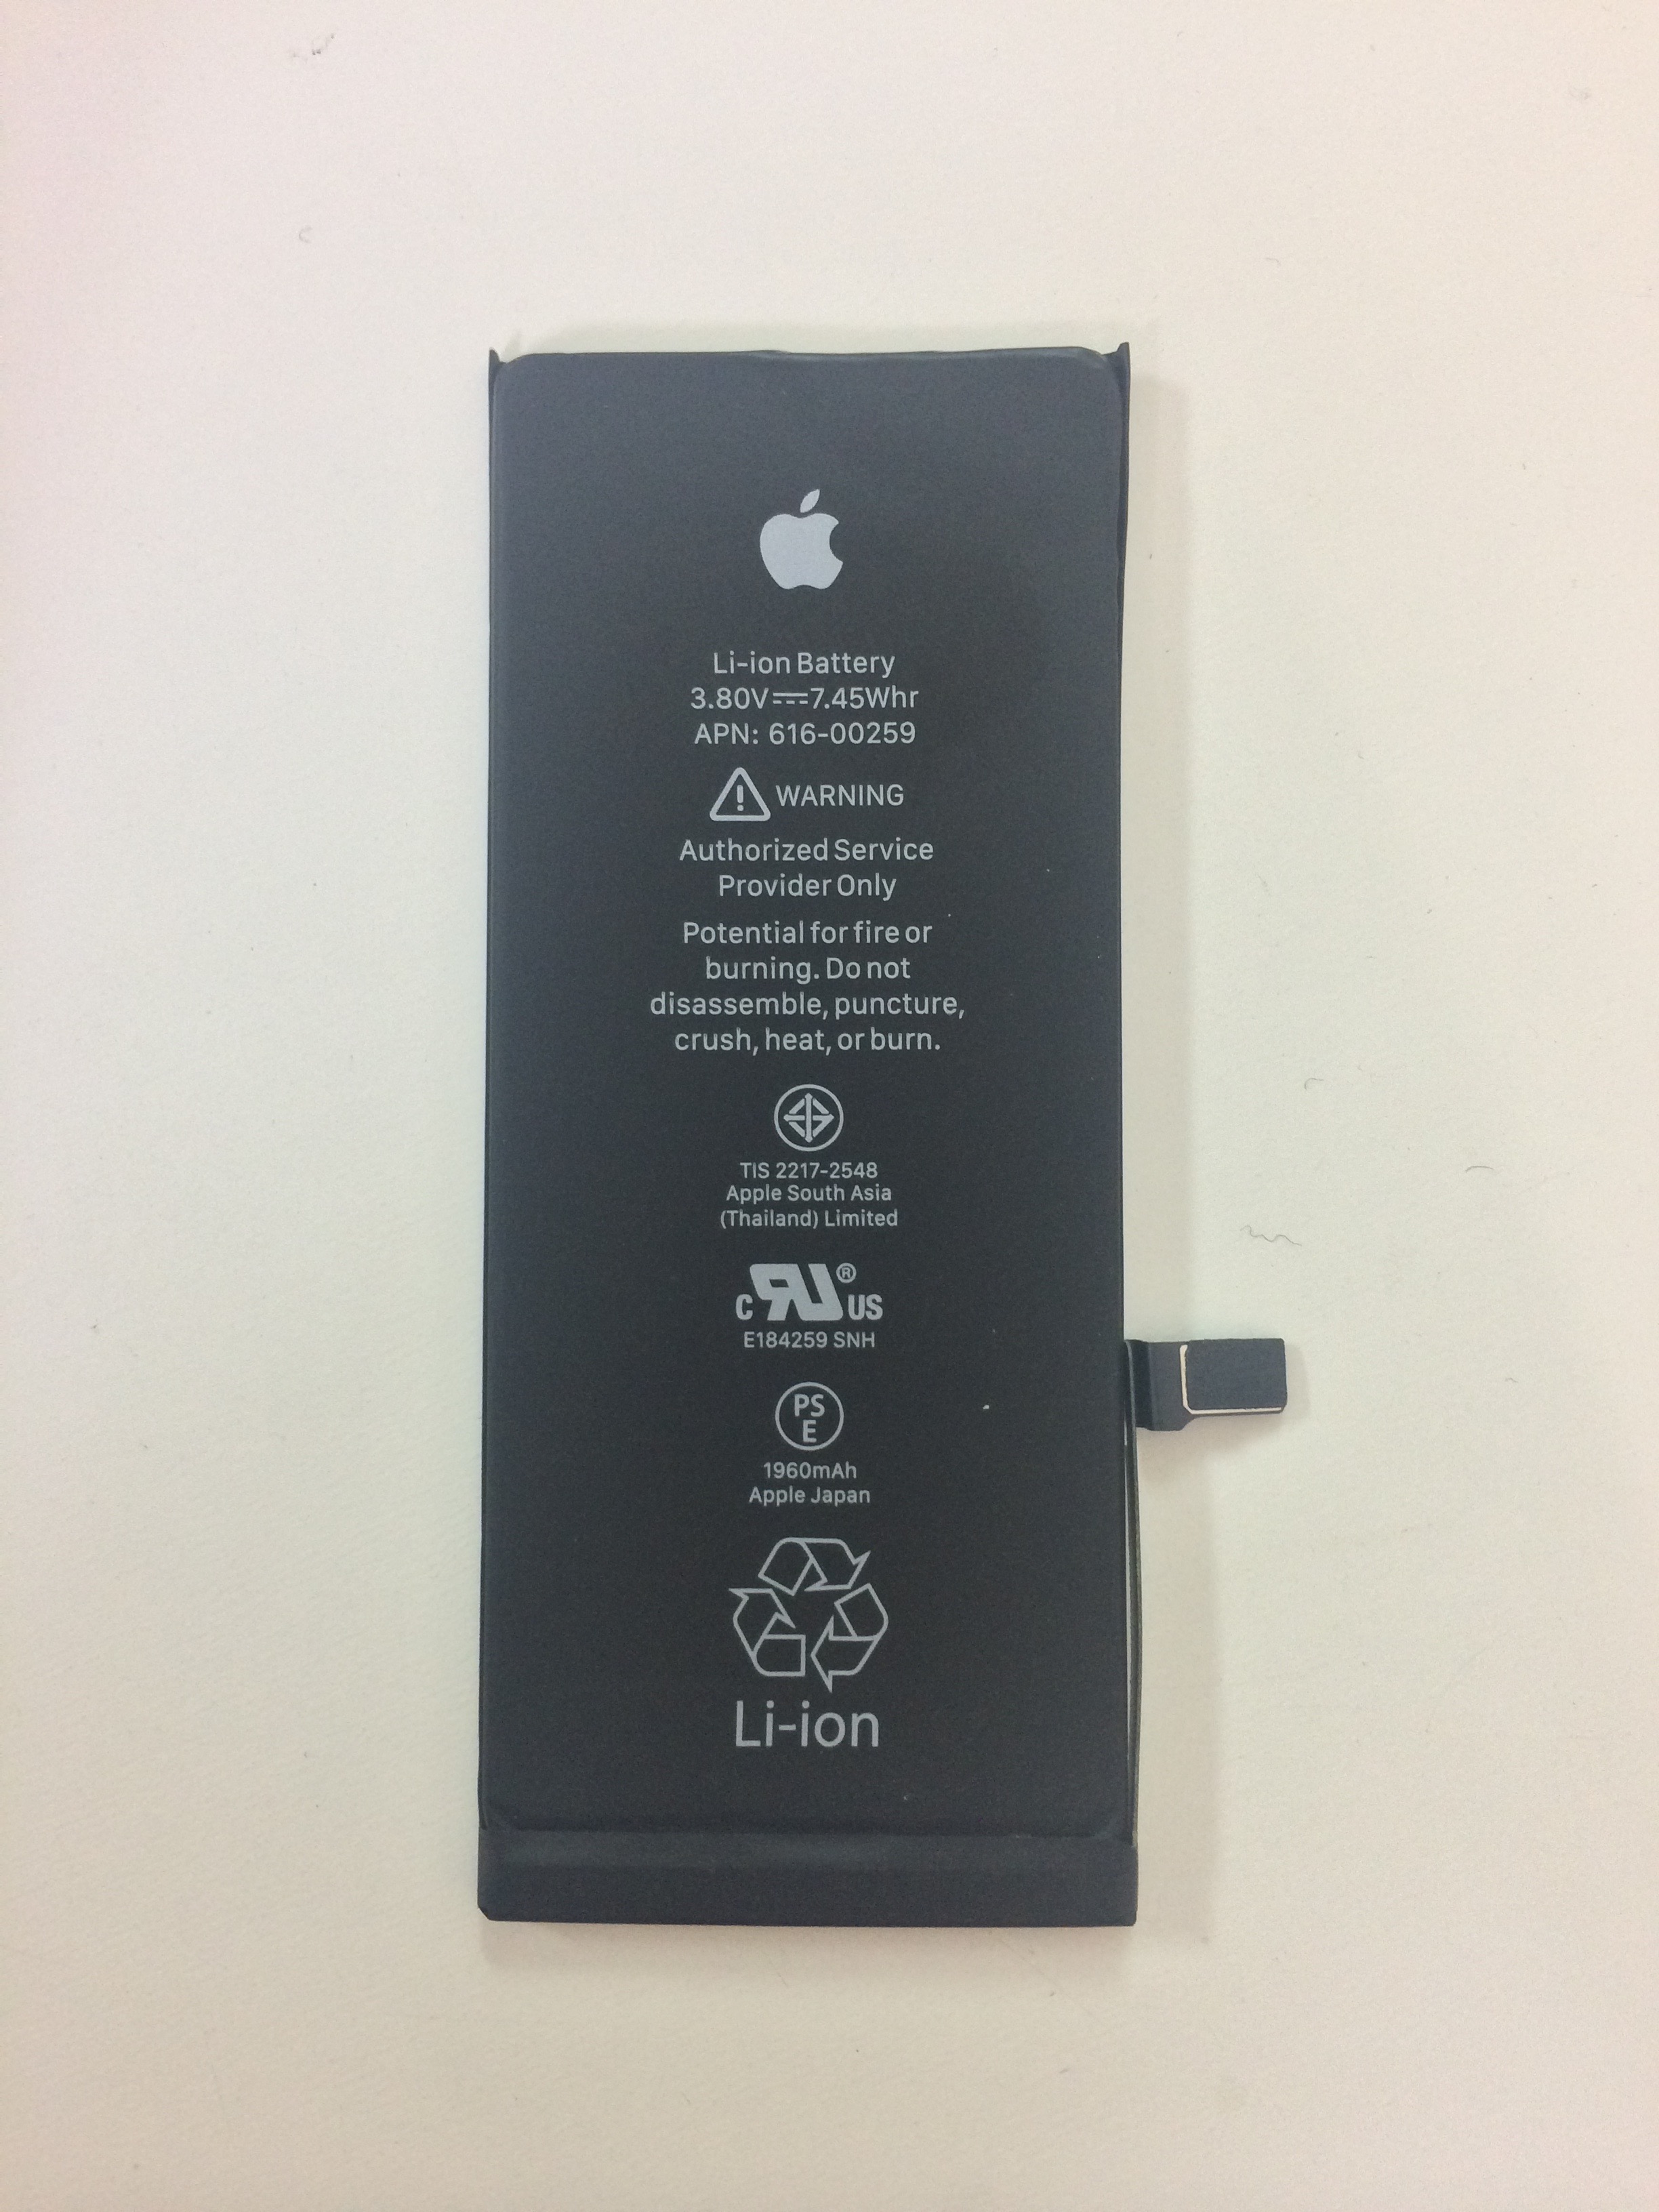 Li-ion Battery
3.80V⎓7.45Whr
APN: 616-00259
WARNING
Authorized Service
Provider Only
Potential for fire or
burning. Do not
disassemble, puncture,
crush, heat, or burn.
TIS 2217-2548
Apple South Asia
(Thailand) Limited
C RU® US
E184259 SNH
PS
E
1960mAh
Apple Japan
Li-ion